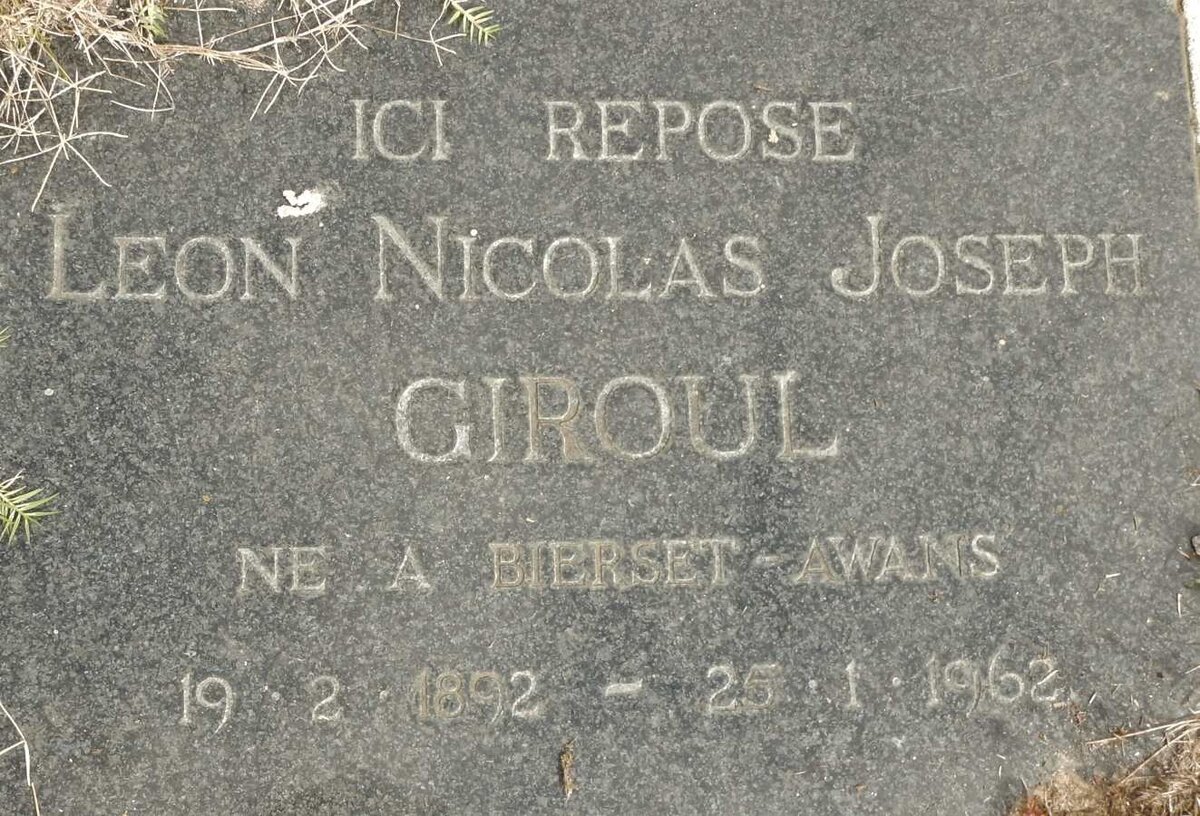 ICI REPOSE
LEON NICOLAS JOSEPH
GIROUL
NE A BIERSET-AWANS
19.2.1892 - 25.1.1962